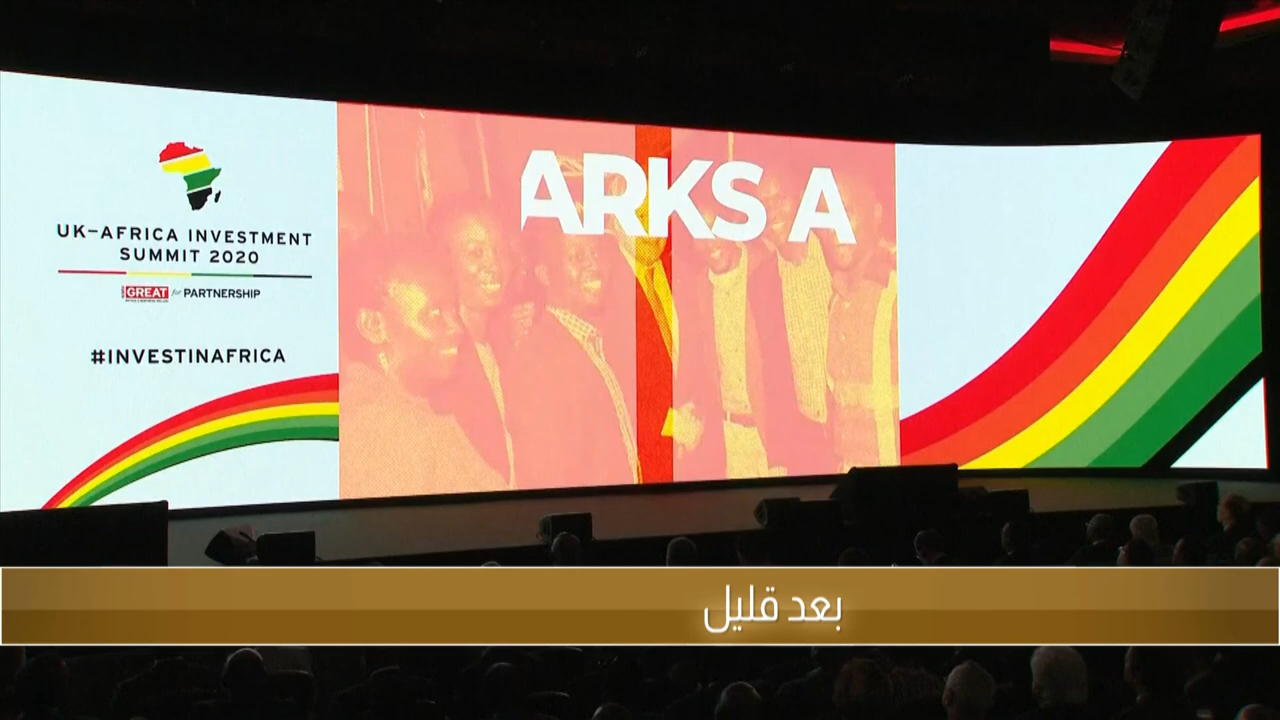 UK–AFRICA INVESTMENT
SUMMIT 2020
GREAT for PARTNERSHIP
#INVESTINAFRICA
ARKS A
بعد قليل